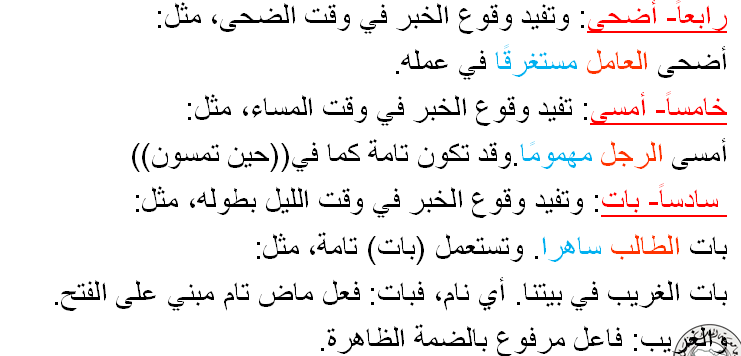 رابعاً- أضحى: وتفيد وقوع الخبر في وقت الضحى، مثل:
أضحى العامل مستغرقًا في عمله.
خامساً- أمسى: تفيد وقوع الخبر في وقت المساء، مثل:
أمسى الرجل مهمومًا.وقد تكون تامة كما في((حين تمسون))
سادساً- بات: وتفيد وقوع الخبر في وقت الليل بطوله، مثل:
بات الطالب ساهرا. وتستعمل (بات) تامة، مثل:
بات الغريب في بيتنا. أي نام، فبات: فعل ماض تام مبني على الفتح.
والغريب: فاعل مرفوع بالضمة الظاهرة.